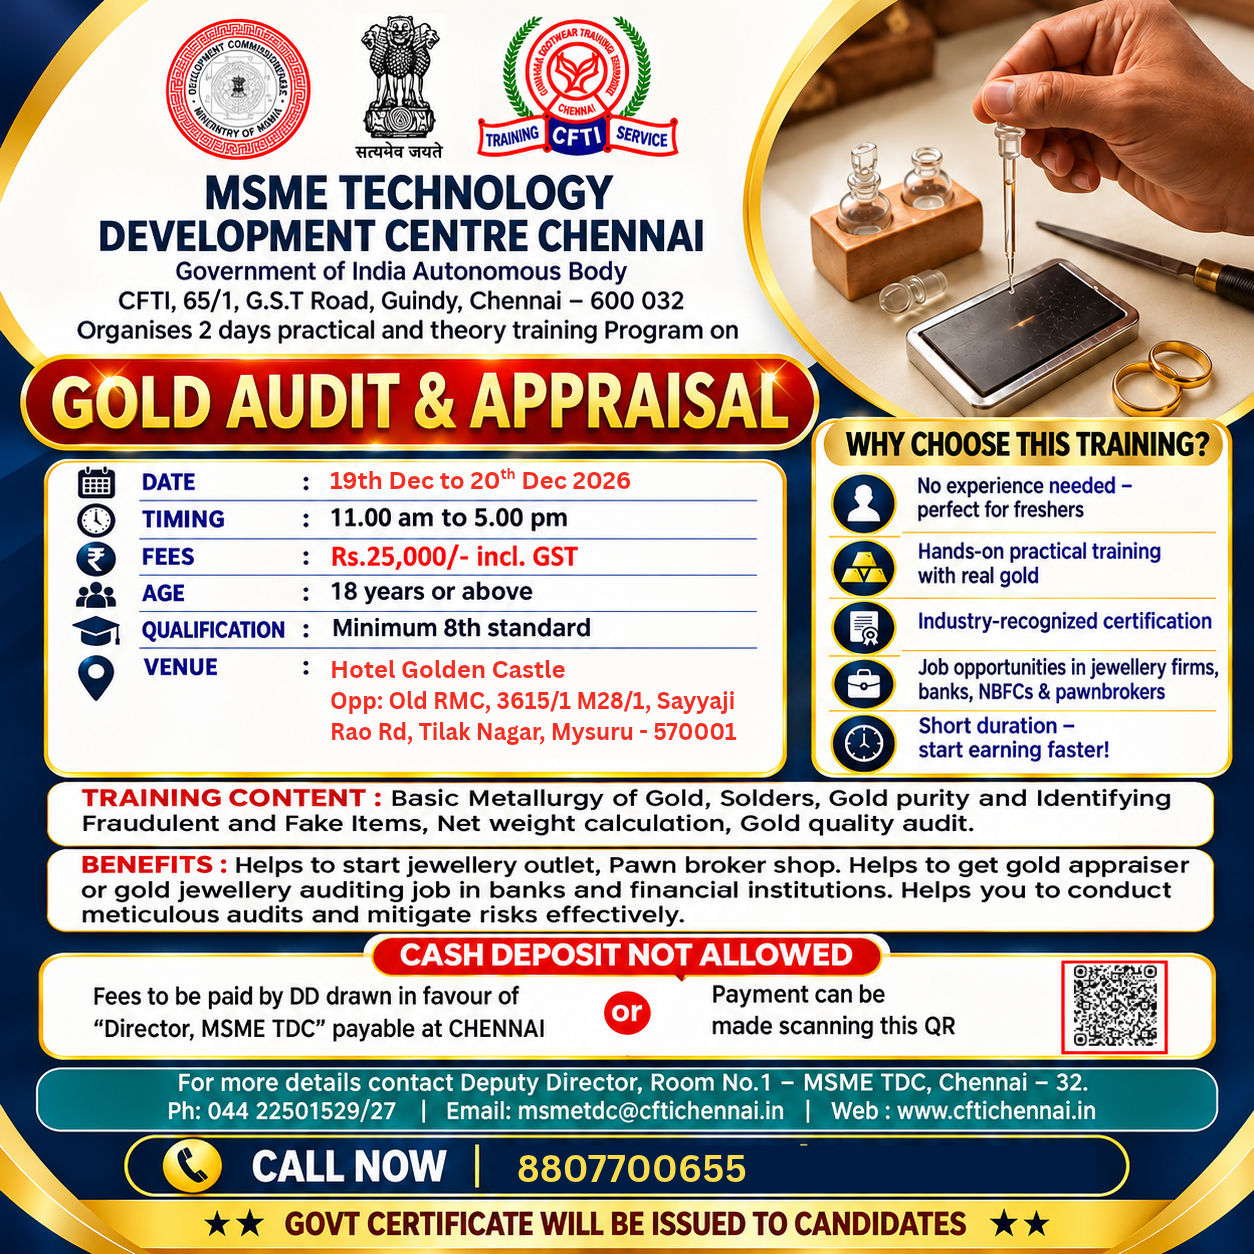 DEVELOPMENT COMMISSIONER
MINERNTRY OF MSMIA
सत्यमेव जयते
CHENNAI
TRAINING CFTI SERVICE
MSME TECHNOLOGY
DEVELOPMENT CENTRE CHENNAI
Government of India Autonomous Body
CFTI, 65/1, G.S.T Road, Guindy, Chennai – 600 032
Organises 2 days practical and theory training Program on
GOLD AUDIT & APPRAISAL
DATE : 19th Dec to 20th Dec 2026
TIMING : 11.00 am to 5.00 pm
FEES : Rs.25,000/- incl. GST
AGE : 18 years or above
QUALIFICATION : Minimum 8th standard
VENUE : Hotel Golden Castle
Opp: Old RMC, 3615/1 M28/1, Sayyaji
Rao Rd, Tilak Nagar, Mysuru - 570001
WHY CHOOSE THIS TRAINING?
No experience needed –
perfect for freshers
Hands-on practical training
with real gold
Industry-recognized certification
Job opportunities in jewellery firms,
banks, NBFCs & pawnbrokers
Short duration –
start earning faster!
TRAINING CONTENT : Basic Metallurgy of Gold, Solders, Gold purity and Identifying
Fraudulent and Fake Items, Net weight calculation, Gold quality audit.
BENEFITS : Helps to start jewellery outlet, Pawn broker shop. Helps to get gold appraiser
or gold jewellery auditing job in banks and financial institutions. Helps you to conduct
meticulous audits and mitigate risks effectively.
CASH DEPOSIT NOT ALLOWED
Fees to be paid by DD drawn in favour of
“Director, MSME TDC” payable at CHENNAI
or
Payment can be
made scanning this QR
For more details contact Deputy Director, Room No.1 – MSME TDC, Chennai – 32.
Ph: 044 22501529/27 | Email: msmetdc@cftichennai.in | Web : www.cftichennai.in
CALL NOW | 8807700655
★★ GOVT CERTIFICATE WILL BE ISSUED TO CANDIDATES ★★